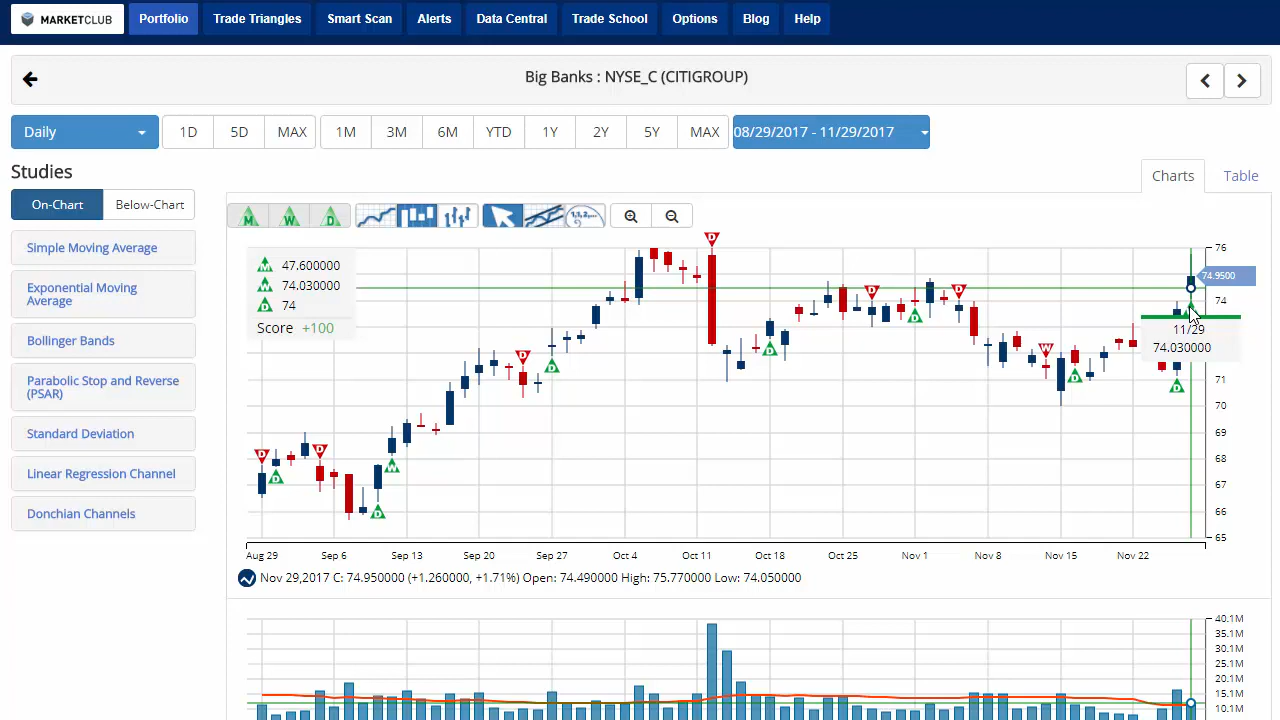 MARKETCLUB Portfolio Trade Triangles Smart Scan Alerts Data Central Trade School Options Blog Help
Big Banks : NYSE_C (CITIGROUP)
Daily 1D 5D MAX 1M 3M 6M YTD 1Y 2Y 5Y MAX 08/29/2017 - 11/29/2017
Studies
Charts Table
On-Chart Below-Chart
M W D
Simple Moving Average
Exponential Moving
Average
Bollinger Bands
Parabolic Stop and Reverse
(PSAR)
Standard Deviation
Linear Regression Channel
Donchian Channels
M 47.600000
W 74.030000
D 74
Score +100
D
D
D
D
D
W
D
D
D
D
D
D
W
D
D
76
74.9500
74
11/29
74.030000
71
70
69
68
67
66
65
Aug 29 Sep 6 Sep 13 Sep 20 Sep 27 Oct 4 Oct 11 Oct 18 Oct 25 Nov 1 Nov 8 Nov 15 Nov 22
Nov 29,2017 C: 74.950000 (+1.260000, +1.71%) Open: 74.490000 High: 75.770000 Low: 74.050000
40.1M
35.1M
30.1M
25.1M
20.1M
15.1M
10.1M